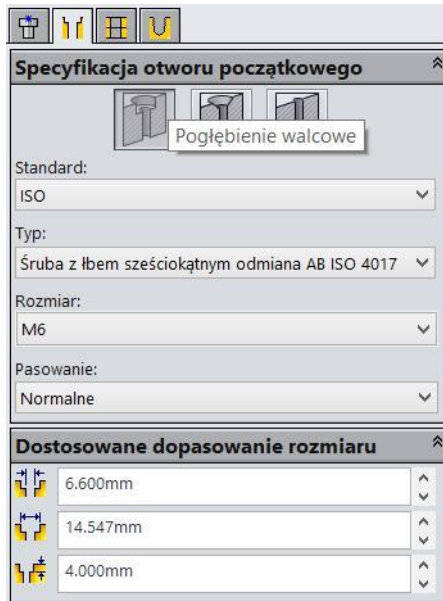 Specyfikacja otworu początkowego
Pogłębienie walcowe
Standard:
ISO
Typ:
Śruba z łbem sześciokątnym odmiana AB ISO 4017
Rozmiar:
M6
Pasowanie:
Normalne
Dostosowane dopasowanie rozmiaru
6.600mm
14.547mm
4.000mm